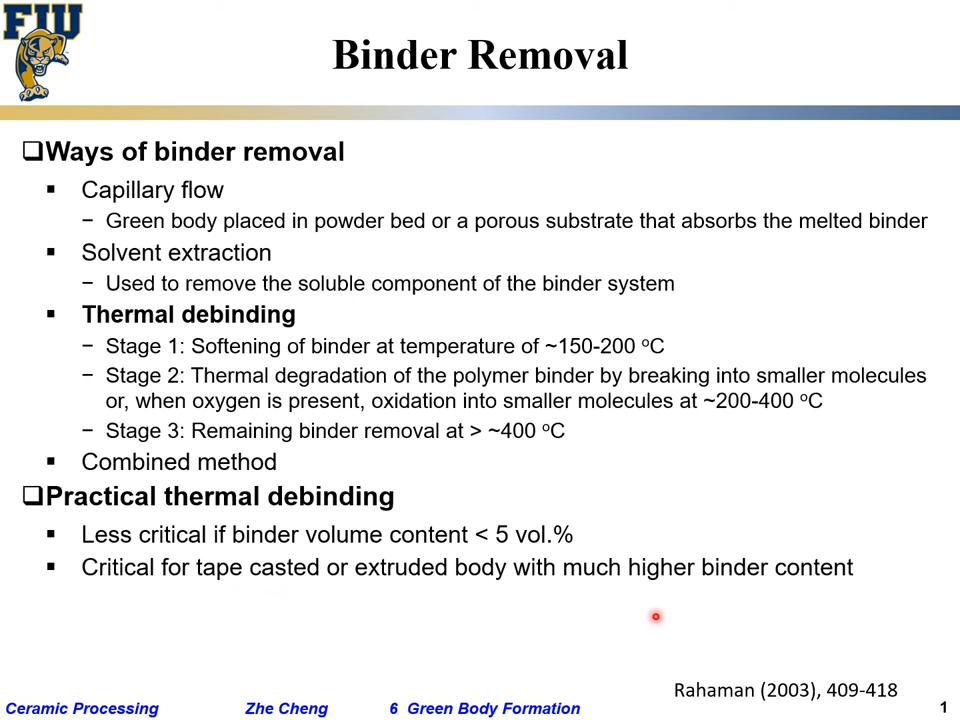 FIU
Binder Removal
❑Ways of binder removal
▪ Capillary flow
− Green body placed in powder bed or a porous substrate that absorbs the melted binder
▪ Solvent extraction
− Used to remove the soluble component of the binder system
▪ Thermal debinding
− Stage 1: Softening of binder at temperature of ~150-200 ᵒC
− Stage 2: Thermal degradation of the polymer binder by breaking into smaller molecules
or, when oxygen is present, oxidation into smaller molecules at ~200-400 ᵒC
− Stage 3: Remaining binder removal at > ~400 ᵒC
▪ Combined method
❑Practical thermal debinding
▪ Less critical if binder volume content < 5 vol.%
▪ Critical for tape casted or extruded body with much higher binder content
Rahaman (2003), 409-418
Ceramic Processing Zhe Cheng 6 Green Body Formation 1